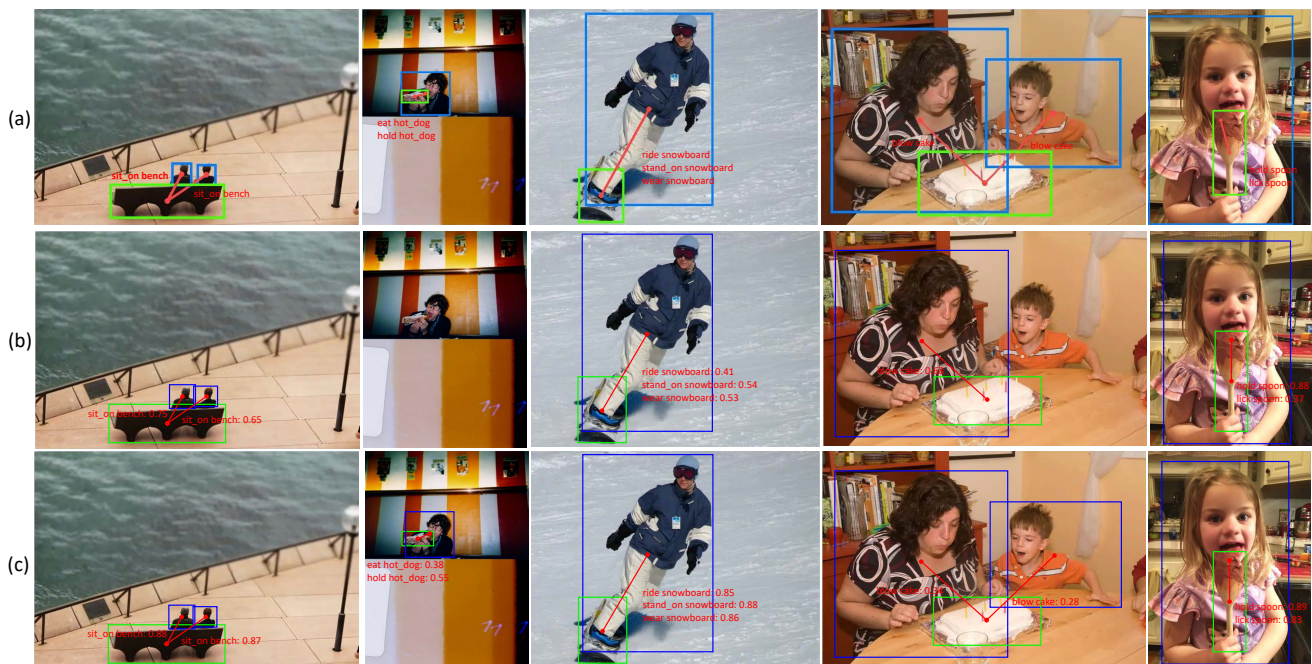 (a)
sit_on bench
sit_on bench
eat hot_dog
hold hot_dog
ride snowboard
stand_on snowboard
wear snowboard
blow cake
blow cake
hold spoon
lick spoon
(b)
sit_on bench: 0.75
sit_on bench: 0.65
ride snowboard: 0.41
stand_on snowboard: 0.54
wear snowboard: 0.53
blow cake:
hold spoon: 0.88
lick spoon: 0.87
(c)
sit_on bench: 0.88
sit_on bench: 0.87
eat hot_dog: 0.38
hold hot_dog: 0.55
ride snowboard: 0.85
stand_on snowboard: 0.88
wear snowboard: 0.86
blow cake:
blow cake: 0.28
hold spoon: 0.89
lick spoon: 0.83